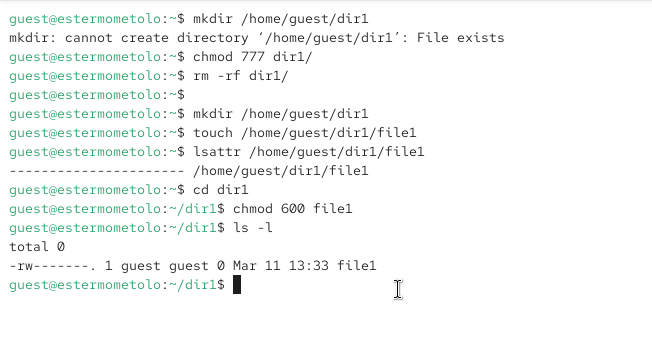 guest@estermometolo:~$ mkdir /home/guest/dir1
mkdir: cannot create directory ‘/home/guest/dir1’: File exists
guest@estermometolo:~$ chmod 777 dir1/
guest@estermometolo:~$ rm -rf dir1/
guest@estermometolo:~$
guest@estermometolo:~$ mkdir /home/guest/dir1
guest@estermometolo:~$ touch /home/guest/dir1/file1
guest@estermometolo:~$ lsattr /home/guest/dir1/file1
---------------------- /home/guest/dir1/file1
guest@estermometolo:~$ cd dir1
guest@estermometolo:~/dir1$ chmod 600 file1
guest@estermometolo:~/dir1$ ls -l
total 0
-rw-------. 1 guest guest 0 Mar 11 13:33 file1
guest@estermometolo:~/dir1$